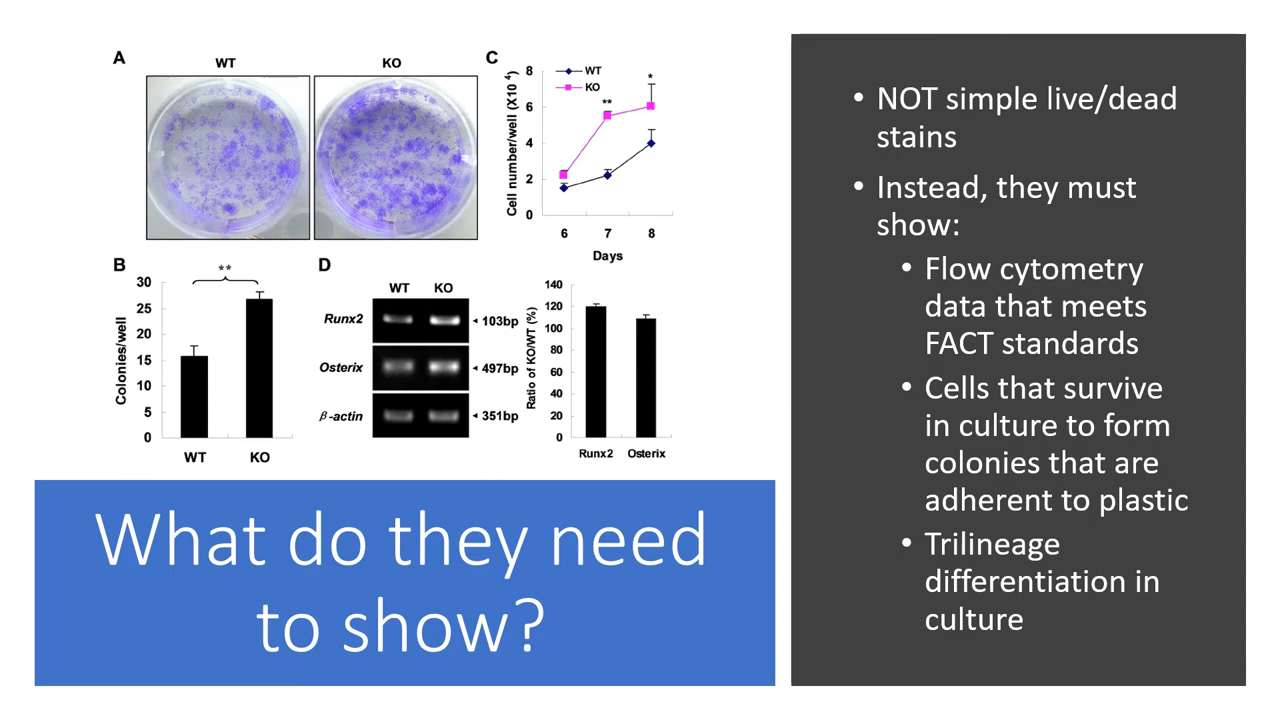 A
WT
KO
C
Cell number/well (X10 4)
8
6
4
2
0
WT
KO
**
*
6
7
8
Days
B
**
Colonies/well
30
25
20
15
10
5
0
WT
KO
D
WT
KO
Runx2
103bp
Osterix
497bp
β-actin
351bp
Ratio of KO/WT (%)
140
120
100
80
60
40
20
0
Runx2
Osterix
What do they need
to show?
• NOT simple live/dead
stains
• Instead, they must
show:
• Flow cytometry
data that meets
FACT standards
• Cells that survive
in culture to form
colonies that are
adherent to plastic
• Trilineage
differentiation in
culture